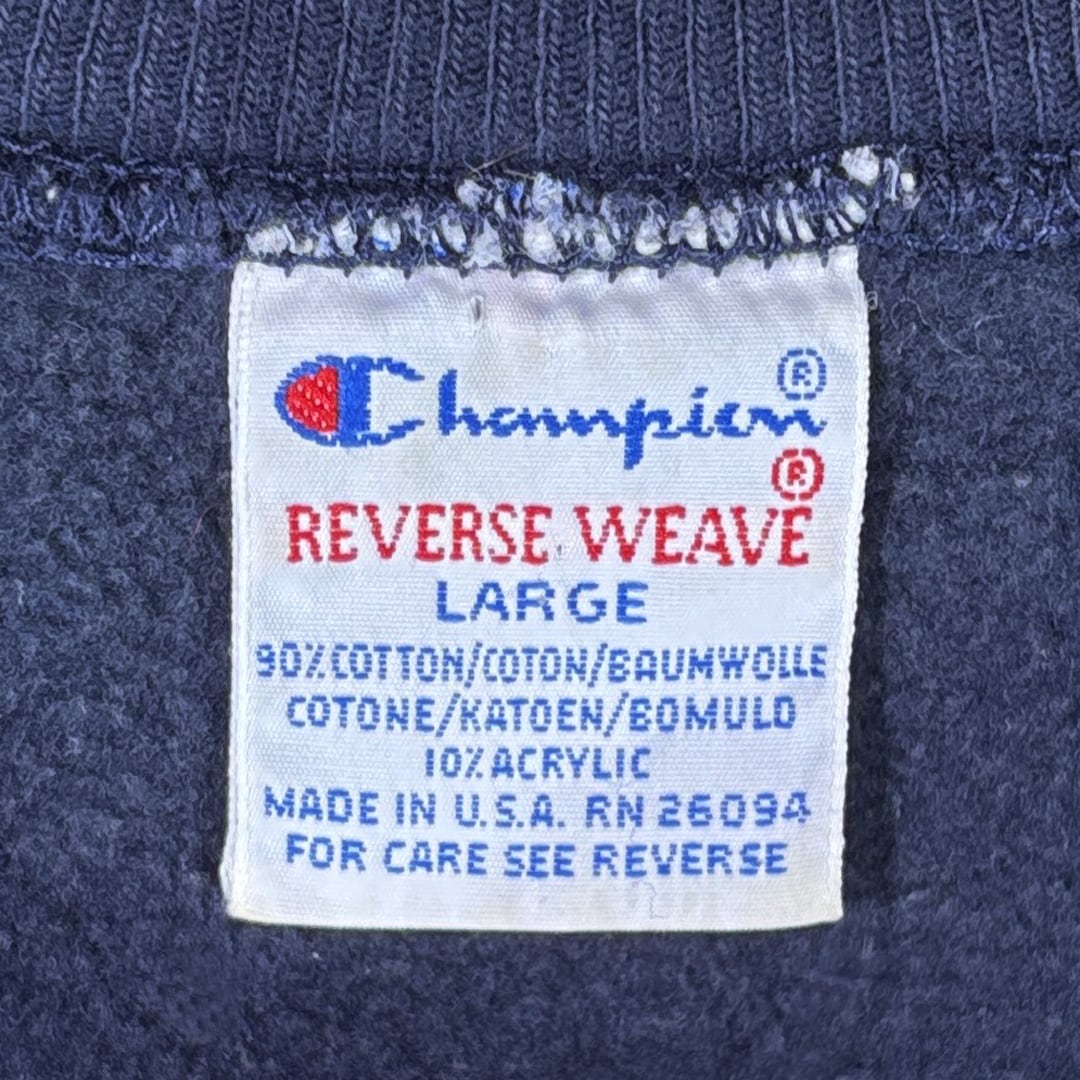 Champion®
REVERSE WEAVE®
LARGE
90%COTTON/COTON/BAUMWOLLE
COTONE/KATOEN/BOMULD
10%ACRYLIC
MADE IN U.S.A. RN 26094
FOR CARE SEE REVERSE